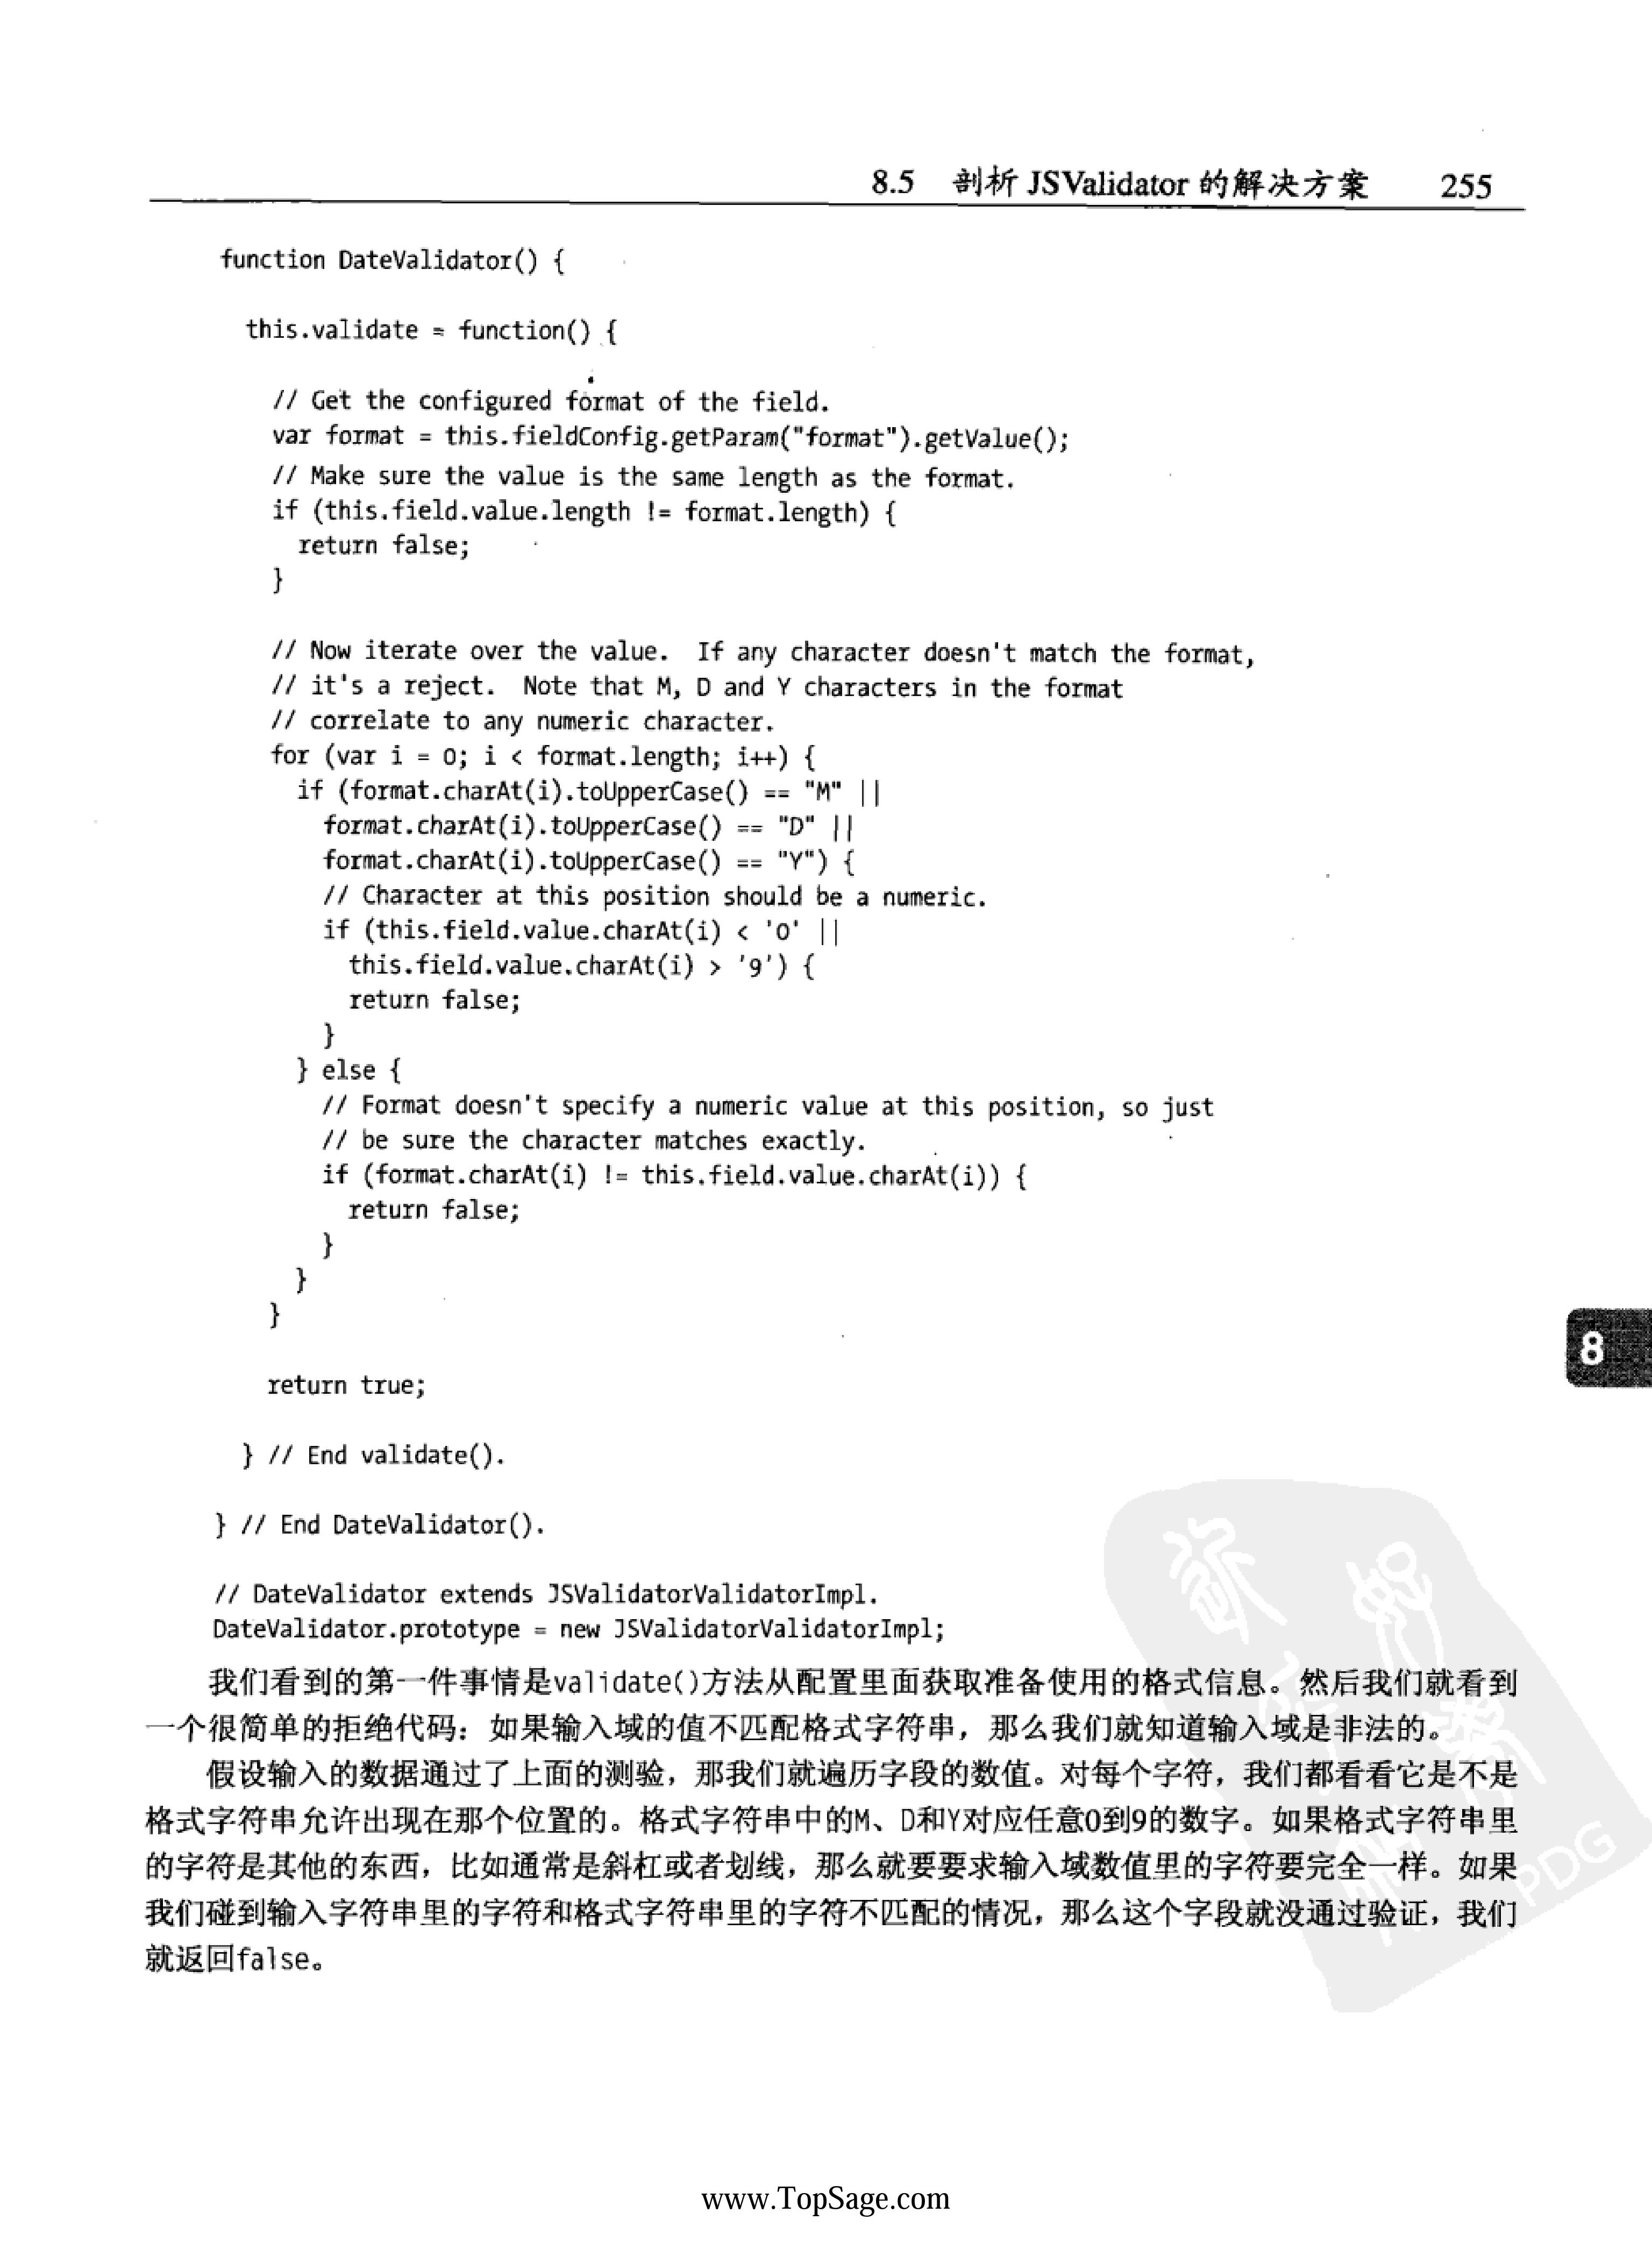 8.5 剖析 JSValidator 的解决方案 255
function DateValidator() {
this.validate = function() {
// Get the configured format of the field.
var format = this.fieldConfig.getParam("format").getValue();
// Make sure the value is the same length as the format.
if (this.field.value.length != format.length) {
return false;
}
// Now iterate over the value.  If any character doesn't match the format,
// it's a reject.  Note that M, D and Y characters in the format
// correlate to any numeric character.
for (var i = 0; i < format.length; i++) {
if (format.charAt(i).toUpperCase() == "M" ||
format.charAt(i).toUpperCase() == "D" ||
format.charAt(i).toUpperCase() == "Y") {
// Character at this position should be a numeric.
if (this.field.value.charAt(i) < '0' ||
this.field.value.charAt(i) > '9') {
return false;
}
} else {
// Format doesn't specify a numeric value at this position, so just
// be sure the character matches exactly.
if (format.charAt(i) != this.field.value.charAt(i)) {
return false;
}
}
}
8
return true;
} // End validate().
} // End DateValidator().
// DateValidator extends JSValidatorValidatorImpl.
DateValidator.prototype = new JSValidatorValidatorImpl;
我们看到的第一件事情是validate()方法从配置里面获取准备使用的格式信息。然后我们就看到
一个很简单的拒绝代码：如果输入域的值不匹配格式字符串，那么我们就知道输入域是非法的。
假设输入的数据通过了上面的测验，那我们就遍历字段的数值。对每个字符，我们都看看它是不是
格式字符串允许出现在那个位置的。格式字符串中的M、D和Y对应任意0到9的数字。如果格式字符串里
的字符是其他的东西，比如通常是斜杠或者划线，那么就要要求输入域数值里的字符要完全一样。如果
我们碰到输入字符串里的字符和格式字符串里的字符不匹配的情况，那么这个字段就没通过验证，我们
就返回false。
PDG
www.TopSage.com